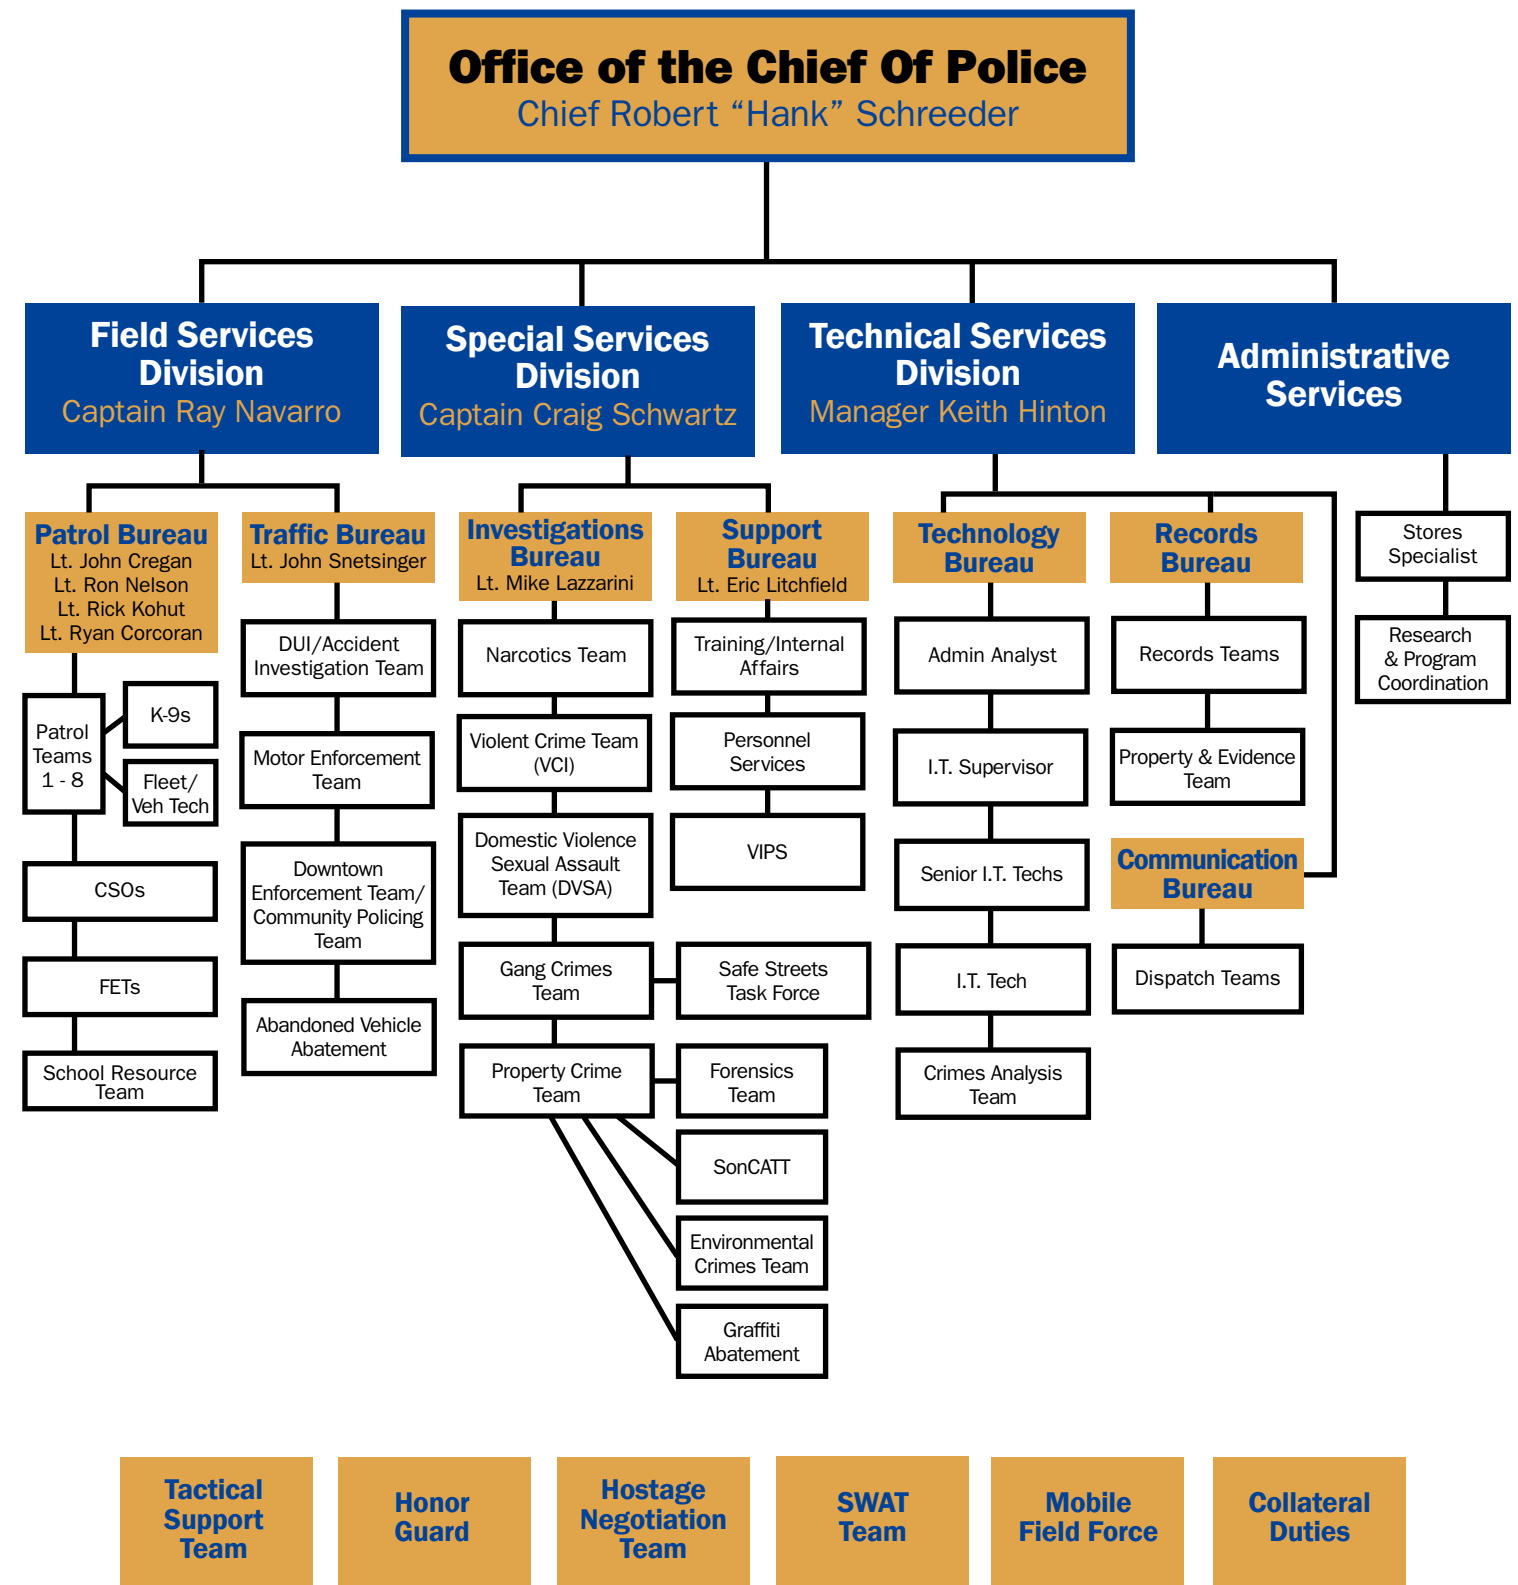 Office of the Chief Of Police
Chief Robert “Hank” Schreeder
Field Services
Division
Captain Ray Navarro
Special Services
Division
Captain Craig Schwartz
Technical Services
Division
Manager Keith Hinton
Administrative
Services
Patrol Bureau
Lt. John Cregan
Lt. Ron Nelson
Lt. Rick Kohut
Lt. Ryan Corcoran
Patrol
Teams
1 - 8
K-9s
Fleet/
Veh Tech
CSOs
FETs
School Resource
Team
Traffic Bureau
Lt. John Snetsinger
DUI/Accident
Investigation Team
Motor Enforcement
Team
Downtown
Enforcement Team/
Community Policing
Team
Abandoned Vehicle
Abatement
Investigations
Bureau
Lt. Mike Lazzarini
Narcotics Team
Violent Crime Team
(VCI)
Domestic Violence
Sexual Assault
Team (DVSA)
Gang Crimes
Team
Safe Streets
Task Force
Property Crime
Team
Forensics
Team
SonCATT
Environmental
Crimes Team
Graffiti
Abatement
Support
Bureau
Lt. Eric Litchfield
Training/Internal
Affairs
Personnel
Services
VIPS
Technology
Bureau
Admin Analyst
I.T. Supervisor
Senior I.T. Techs
I.T. Tech
Crimes Analysis
Team
Records
Bureau
Records Teams
Property & Evidence
Team
Communication
Bureau
Dispatch Teams
Stores
Specialist
Research
& Program
Coordination
Tactical
Support
Team
Honor
Guard
Hostage
Negotiation
Team
SWAT
Team
Mobile
Field Force
Collateral
Duties